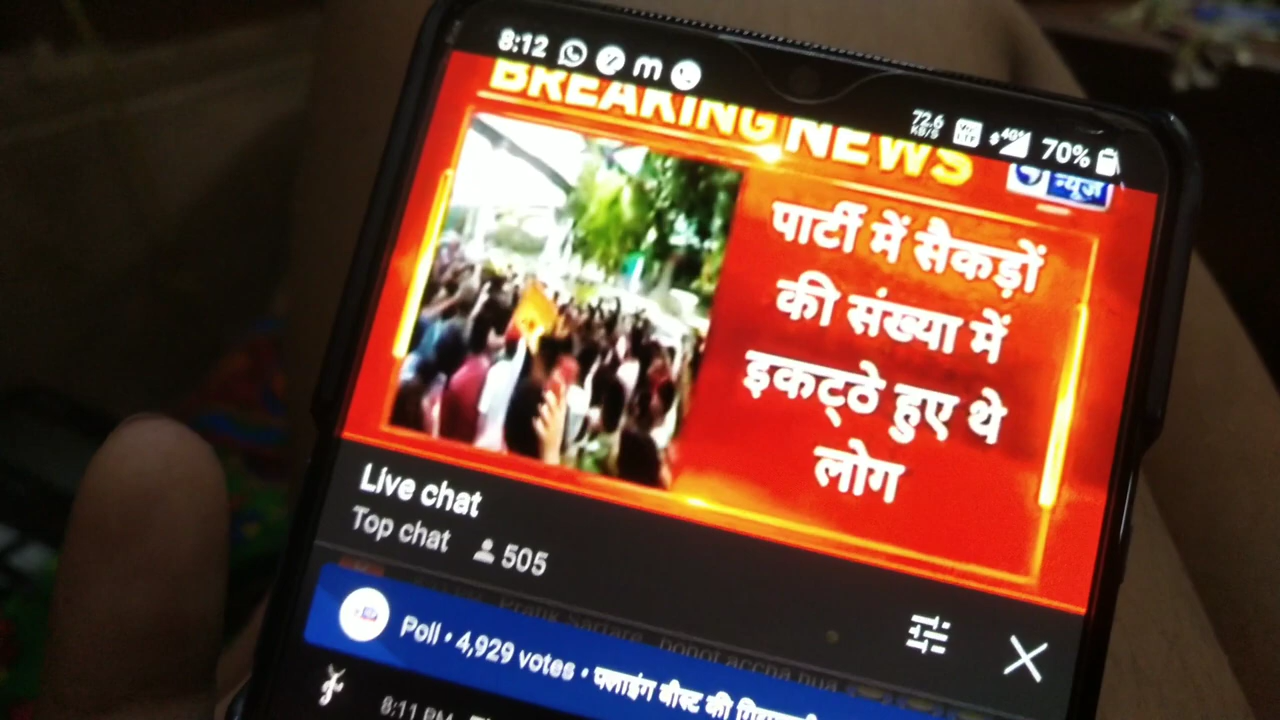 8:12
72.6
KB/S
4G+
70%
BREAKING NEWS
न्यूज़
पार्टी में सैकड़ों
की संख्या में
इकट्ठे हुए थे
लोग
Live chat
Top chat 505
Poll • 4,929 votes • फ्लाइंग बीस्ट की
8:11 PM